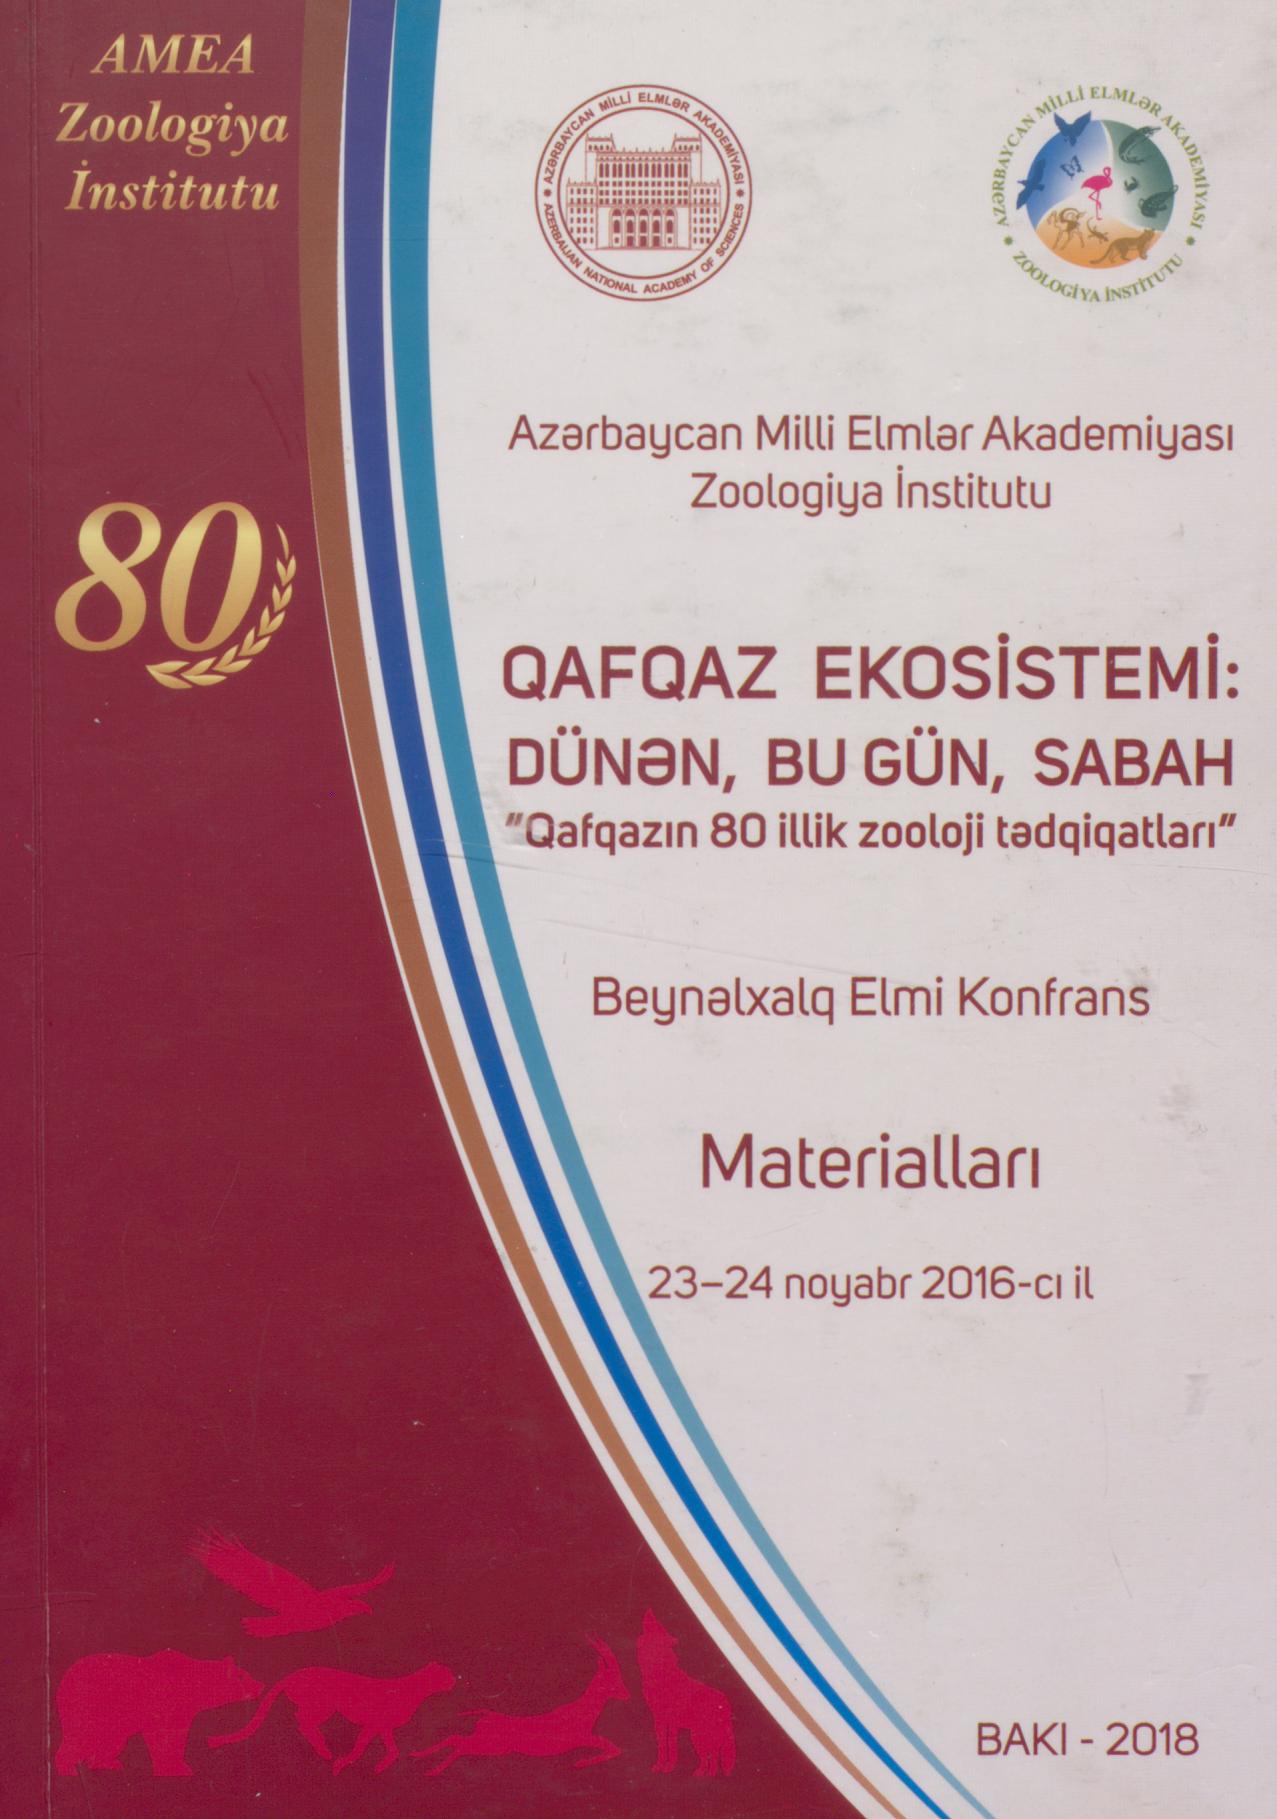 AMEA
Zoologiya
İnstitutu
AZƏRBAYCAN MİLLİ ELMLƏR AKADEMİYASI
AZERBAIJAN NATIONAL ACADEMY OF SCIENCES
AZƏRBAYCAN MİLLİ ELMLƏR AKADEMİYASI
ZOOLOGİYA İNSTİTUTU
80
Azərbaycan Milli Elmlər Akademiyası
Zoologiya İnstitutu
QAFQAZ EKOSİSTEMİ:
DÜNƏN, BU GÜN, SABAH
"Qafqazın 80 illik zooloji tədqiqatları"
Beynəlxalq Elmi Konfrans
Materialları
23–24 noyabr 2016-cı il
BAKI - 2018